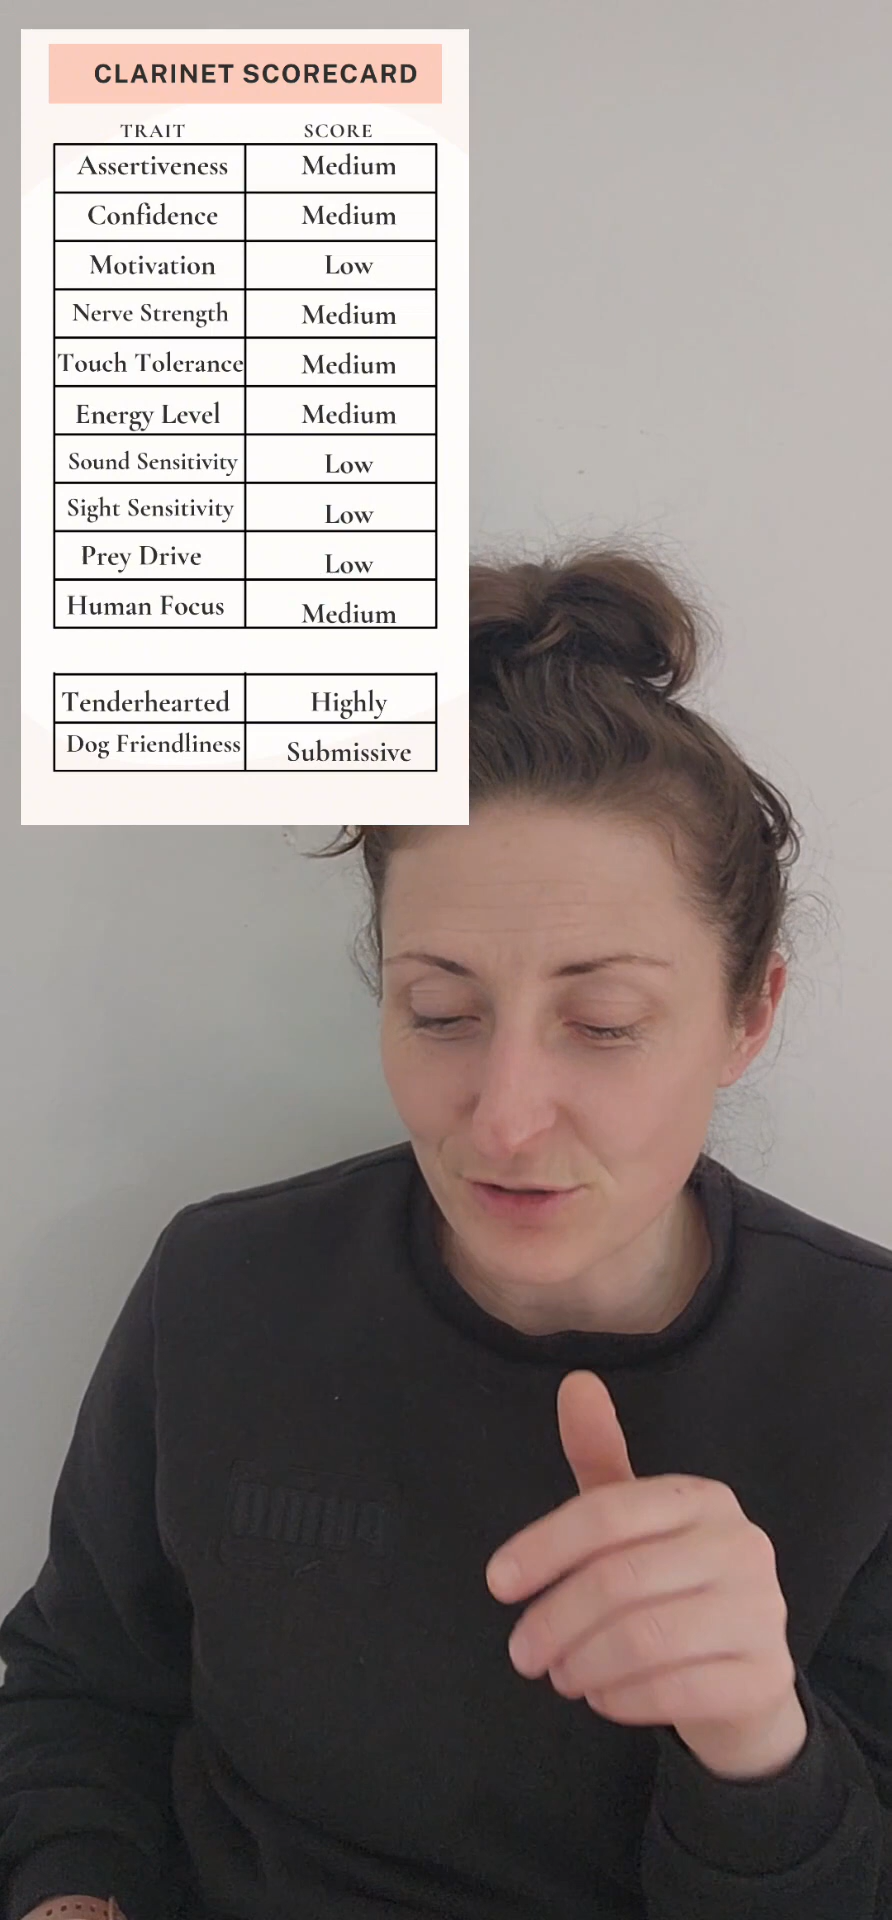 CLARINET SCORECARD
TRAIT SCORE
Assertiveness Medium
Confidence Medium
Motivation Low
Nerve Strength Medium
Touch Tolerance Medium
Energy Level Medium
Sound Sensitivity Low
Sight Sensitivity Low
Prey Drive Low
Human Focus Medium
Tenderhearted Highly
Dog Friendliness Submissive